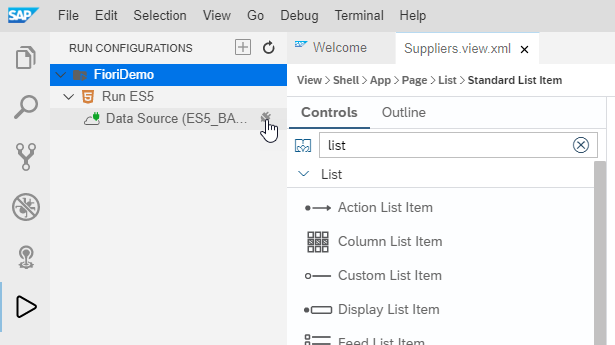 SAP File Edit Selection View Go Debug Terminal Help
RUN CONFIGURATIONS
FioriDemo
Run ES5
Data Source (ES5_BA...
Welcome Suppliers.view.xml
View > Shell > App > Page > List > Standard List Item
Controls Outline
list
List
Action List Item
Column List Item
Custom List Item
Display List Item
Feed List Item